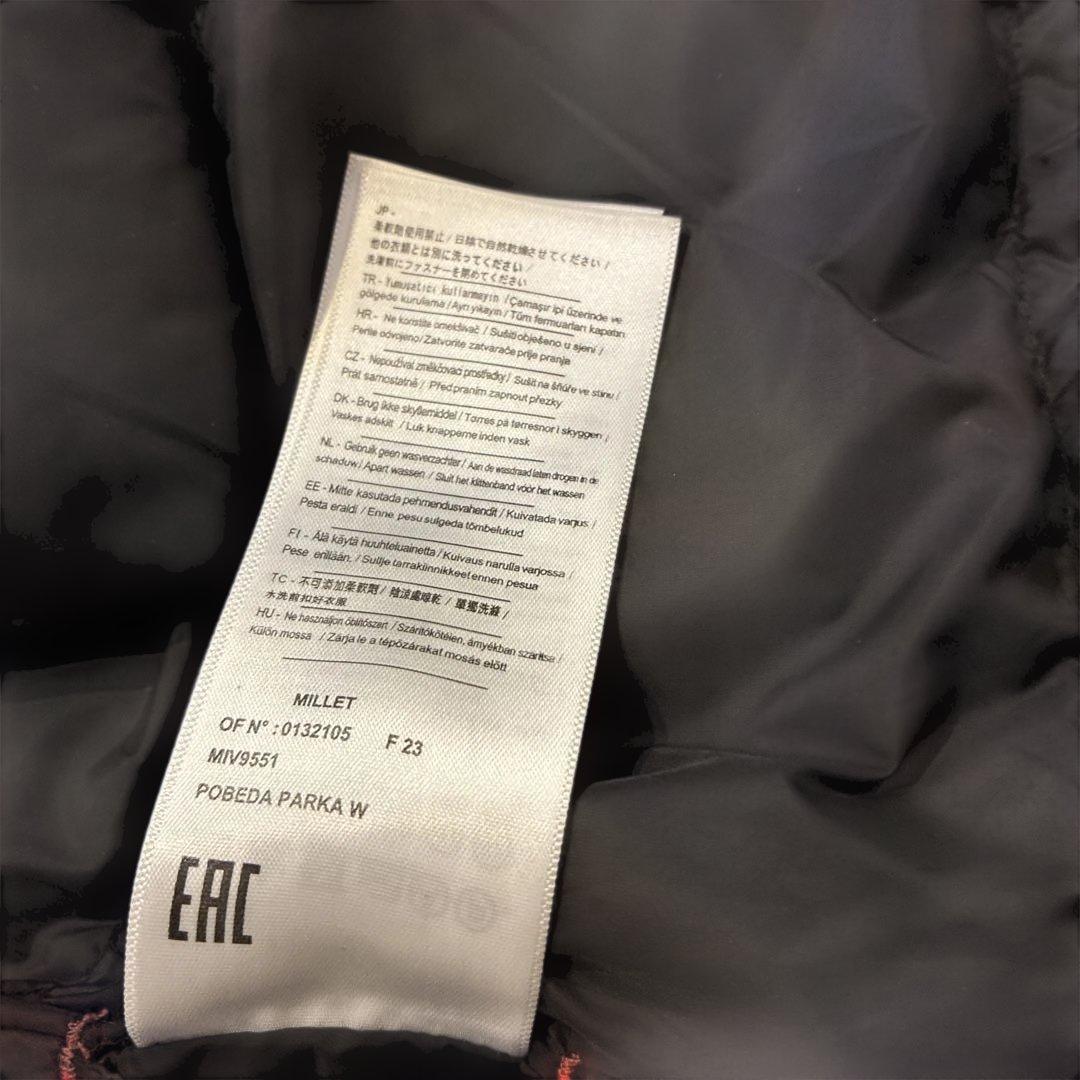 JP-
柔軟剤使用禁止 / 日陰で自然乾燥させてください /
他の衣類とは別に洗ってください /
洗濯前にファスナーを閉めてください
TR - Yumuşatıcı kullarmayın / Çamaşır ipi üzerinde ve
gölgede kurulama / Ayrı yıkayın / Tüm fermuarları kapatın
HR - Ne koristite omekšivač / Sušiti obješeno u sjeni /
Perite odvojeno / Zatvorite zatvarače prije pranja
CZ - Nepoužívat změkčovací prostředky / Sušit na šňůře ve stínu /
Prát samostatně / Před praním zapnout přezky
DK - Brug ikke skyllemiddel / Tørres på tørresnor i skyggen /
Vaskes adskilt / Luk knapperne inden vask
NL - Gebruik geen wasverzachter / Aan de wasdraad laten drogen in de
schaduw / Apart wassen / Sluit het klittenband vóór het wassen
EE - Mitte kasutada pehmendusvahendit / Kuivatada varjus /
Pesta eraldi / Enne pesu sulgeda tõmbelukud
FI - Älä käytä huuhteluainetta / Kuivaus narulla varjossa /
Pese erillään. / Sullje tarrakiinnikkeet ennen pesua
TC - 不可添加柔軟劑 / 陰涼處晾乾 / 單獨洗滌 /
水洗前扣好衣服
HU - Ne használjon öblítőszert / Szárítókötélen, árnyékban szárítsa /
Külön mossa / Zárja le a tépőzárakat mosás előtt
MILLET
OF N° : 0132105 F 23
MIV9551
POBEDA PARKA W
EAC